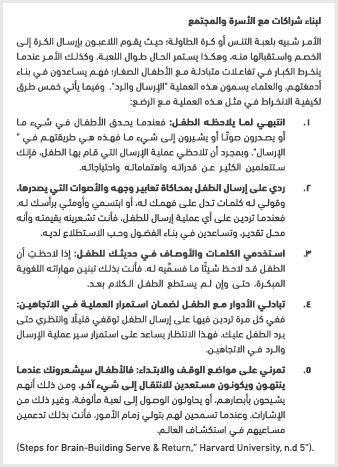 لبناء شراكات مع الأسرة والمجتمع
الأمر شبيه بلعبة التنس أو كرة الطاولة؛ حيث يقوم اللاعبون بإرسال الكرة إلى
الخصم واستقبالها منه، وهكذا يستمر الحال طوال اللعبة. وكذلك الأمر عندما
ينخرط الكبار في تفاعلات متبادلة مع الأطفال الصغار؛ فهم يساعدون في بناء
أدمغتهم. والعلماء يسمون هذه العملية "الإرسال والرد". وفيما يأتي خمس طرق
لكيفية الانخراط في مثل هذه العملية مع الرضع:
١. انتبهي لما يلاحظه الطفل: فعندما يحدق الأطفال في شيء ما
أو يصدرون صوتًا أو يشيرون إلى شيء ما فهذه هي طريقتهم في "
الإرسال". وبمجرد أن تلاحظي عملية الإرسال التي قام بها الطفل، فإنك
ستتعلمين الكثير عن قدراته واهتماماته واحتياجاته.
٢. ردي على إرسال الطفل بمحاكاة تعابير وجهه والأصوات التي يصدرها،
وقولي له كلمات تدل على فهمك له، أو ابتسمي وأومئي برأسك له.
فعندما تردين على أي عملية إرسال للطفل، فأنت تشعرينه بقيمته وأنه
محل تقدير، وتساعدين في بناء الفضول وحب الاستطلاع لديه.
٣. استخدمي الكلمات والأوصاف في حديثك للطفل: إذا لاحظتِ أن
الطفل قد لاحظ شيئًا ما فسمِّيه له. فأنت بذلك تبنين مهاراته اللغوية
المبكرة، حتى وإن لم يستطع الطفل الكلام بعد.
٤. تبادلي الأدوار مع الطفل لضمان استمرار العملية في الاتجاهين:
ففي كل مرة تردين فيها على إرسال الطفل توقفي قليلًا وانتظري حتى
يرد الطفل عليك. فهذا الانتظار يساعد على استمرار سير عملية الإرسال
والرد في الاتجاهين.
٥. تمرني على مواضع الوقف والابتداء: فالأطفال سيشعرونك عندما
ينتهون ويكونون مستعدين للانتقال إلى شيء آخر. ومن ذلك أنهم
يشيحون بأبصارهم، أو يحاولون الوصول إلى لعبة مألوفة، وغير ذلك من
الإشارات. وعندما تسمحين لهم بتولي زمام الأمور، فأنت بذلك تدعمين
مساعيهم في استكشاف العالم.
(Steps for Brain-Building Serve & Return," Harvard University, n.d 5").